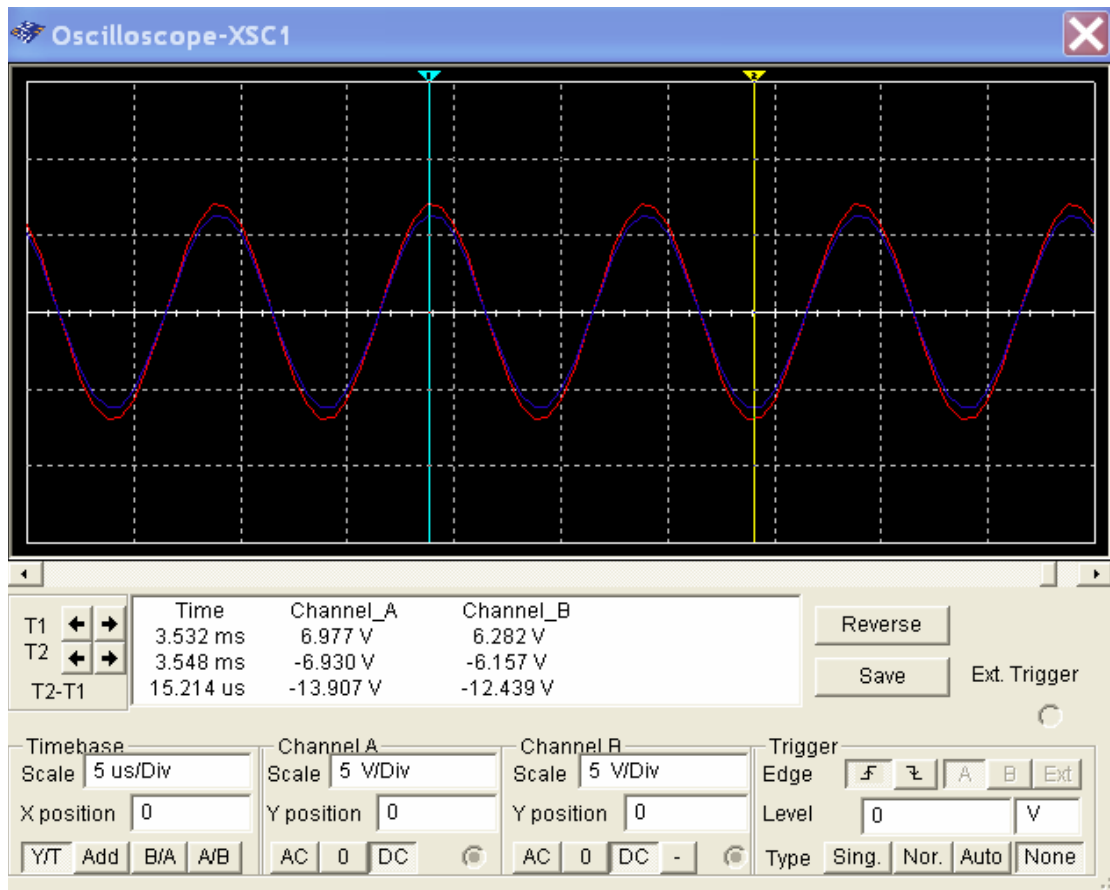 Oscilloscope-XSC1
1 2
Time Channel_A Channel_B
T1 3.532 ms 6.977 V 6.282 V
T2 3.548 ms -6.930 V -6.157 V
T2-T1 15.214 us -13.907 V -12.439 V
Reverse
Save
Ext. Trigger
Timebase
Scale 5 us/Div
X position 0
Y/T Add B/A A/B
Channel A
Scale 5 V/Div
Y position 0
AC 0 DC
Channel B
Scale 5 V/Div
Y position 0
AC 0 DC -
Trigger
Edge A B Ext
Level 0 V
Type Sing. Nor. Auto None